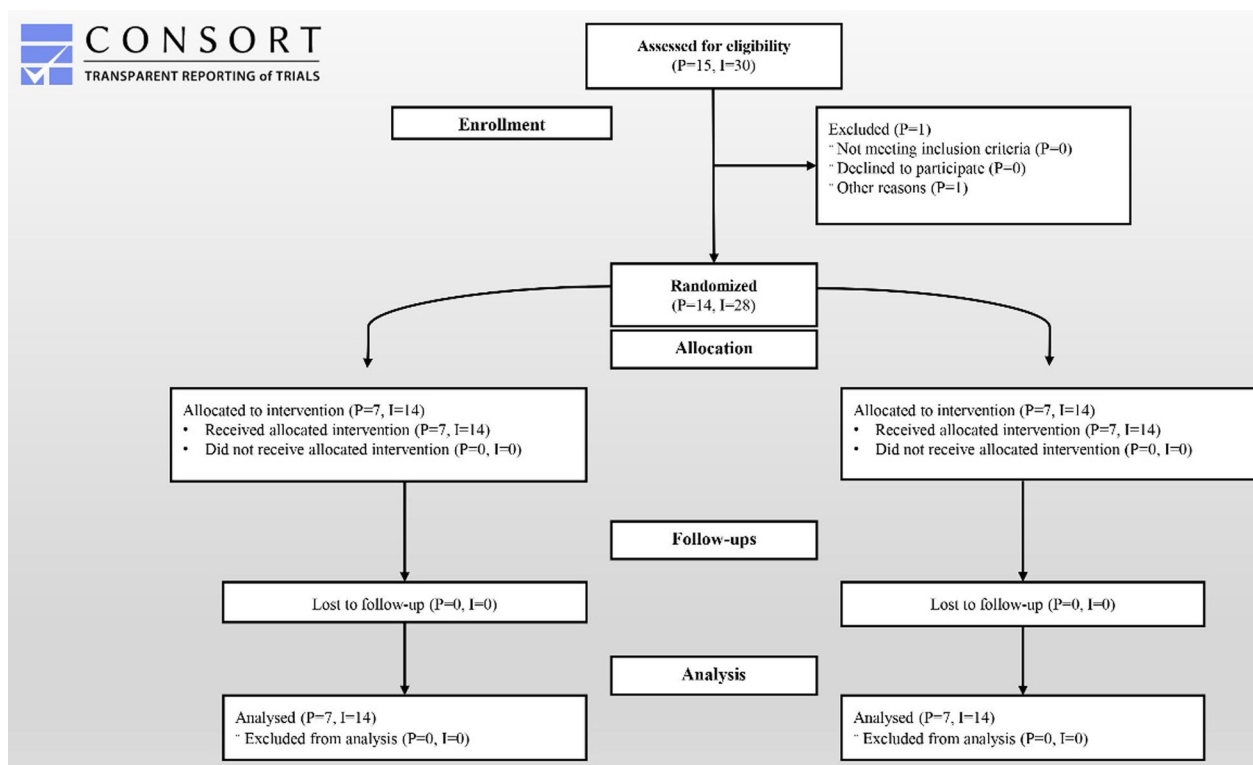 CONSORT
TRANSPARENT REPORTING of TRIALS
Assessed for eligibility
(P=15, I=30)
Enrollment
Excluded (P=1)
¨ Not meeting inclusion criteria (P=0)
¨ Declined to participate (P=0)
¨ Other reasons (P=1)
Randomized
(P=14, I=28)
Allocation
Allocated to intervention (P=7, I=14)
• Received allocated intervention (P=7, I=14)
• Did not receive allocated intervention (P=0, I=0)
Allocated to intervention (P=7, I=14)
• Received allocated intervention (P=7, I=14)
• Did not receive allocated intervention (P=0, I=0)
Follow-ups
Lost to follow-up (P=0, I=0)
Lost to follow-up (P=0, I=0)
Analysis
Analysed (P=7, I=14)
¨ Excluded from analysis (P=0, I=0)
Analysed (P=7, I=14)
¨ Excluded from analysis (P=0, I=0)